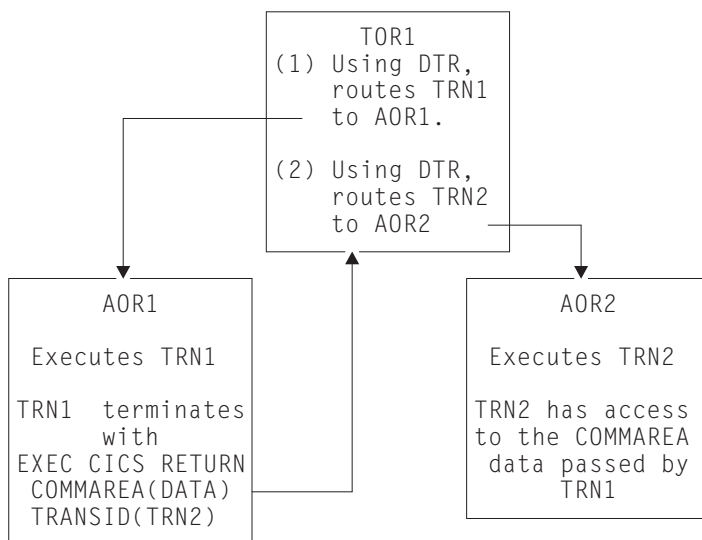 TOR1
(1) Using DTR,
routes TRN1
to AOR1.
(2) Using DTR,
routes TRN2
to AOR2
AOR1
Executes TRN1
TRN1 terminates
with
EXEC CICS RETURN
COMMAREA(DATA)
TRANSID(TRN2)
AOR2
Executes TRN2
TRN2 has access
to the COMMAREA
data passed by
TRN1